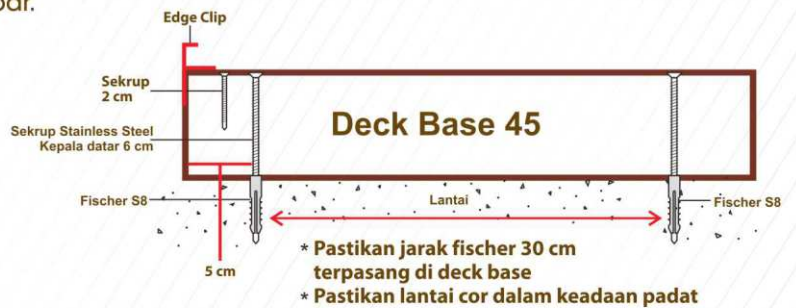 Edge Clip
Sekrup
2 cm
Sekrup Stainless Steel
Kepala datar 6 cm
Deck Base 45
Fischer S8
Lantai
Fischer S8
5 cm
* Pastikan jarak fischer 30 cm
terpasang di deck base
* Pastikan lantai cor dalam keadaan padat